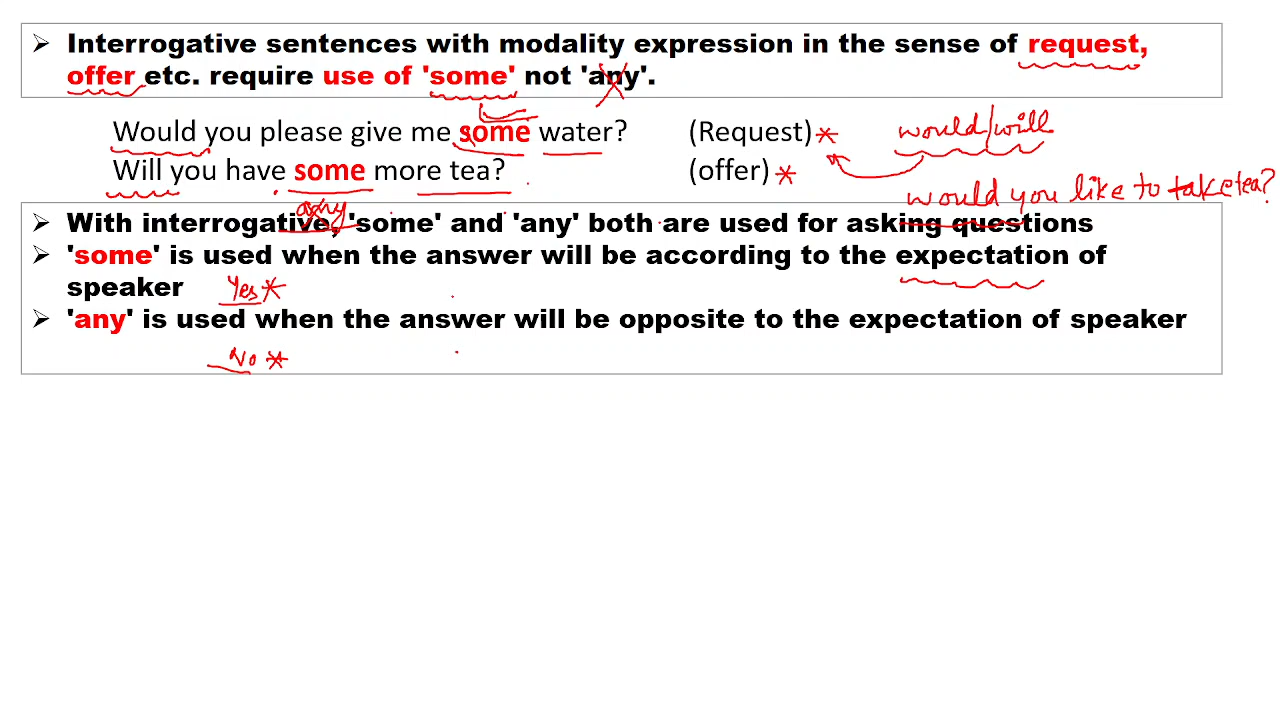 ➢ Interrogative sentences with modality expression in the sense of request,
offer etc. require use of 'some' not 'any'.
Would you please give me some water? (Request)* would/will
Will you have some more tea? (offer)*
would you like to take tea?
any
➢ With interrogative, 'some' and 'any' both are used for asking questions
➢ 'some' is used when the answer will be according to the expectation of
speaker Yes *
➢ 'any' is used when the answer will be opposite to the expectation of speaker
No *